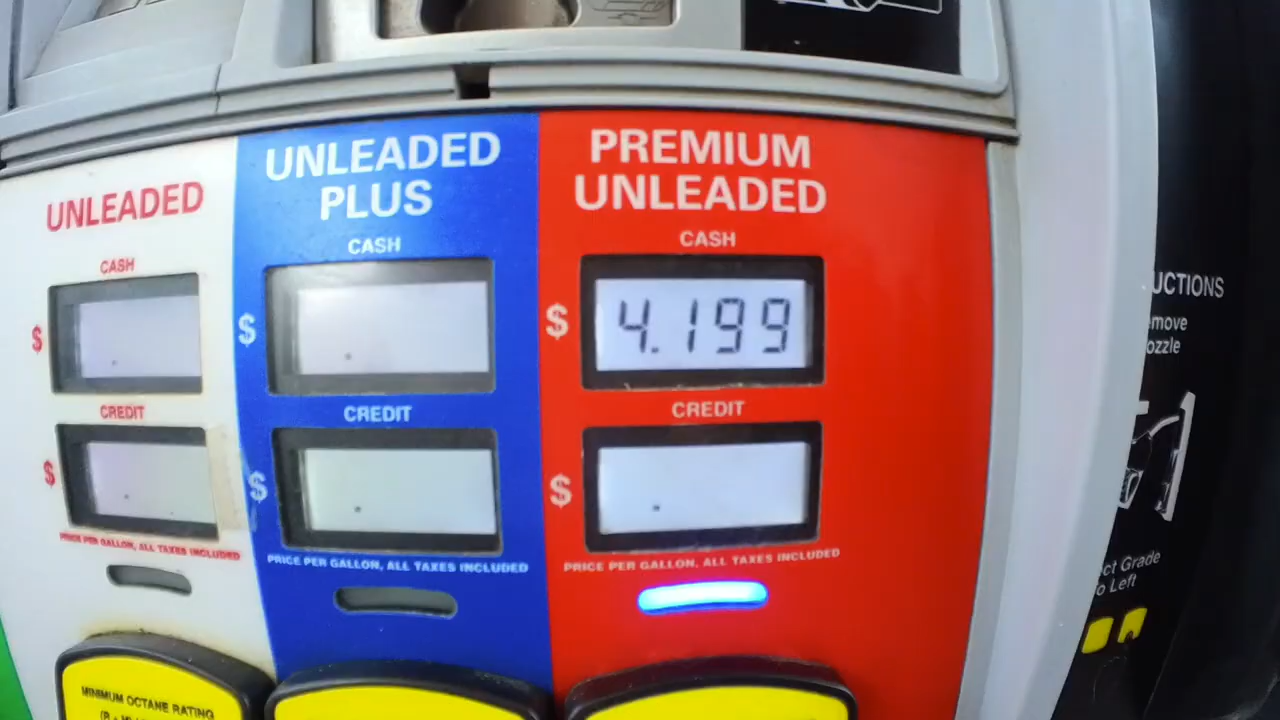 UNLEADED
CASH
$
CREDIT
$
PRICE PER GALLON, ALL TAXES INCLUDED
MINIMUM OCTANE RATING
UNLEADED
PLUS
CASH
$
CREDIT
$
PRICE PER GALLON, ALL TAXES INCLUDED
PREMIUM
UNLEADED
CASH
$ 4.199
CREDIT
$
PRICE PER GALLON, ALL TAXES INCLUDED
UCTIONS
emove
ozzle
ct Grade
o Left